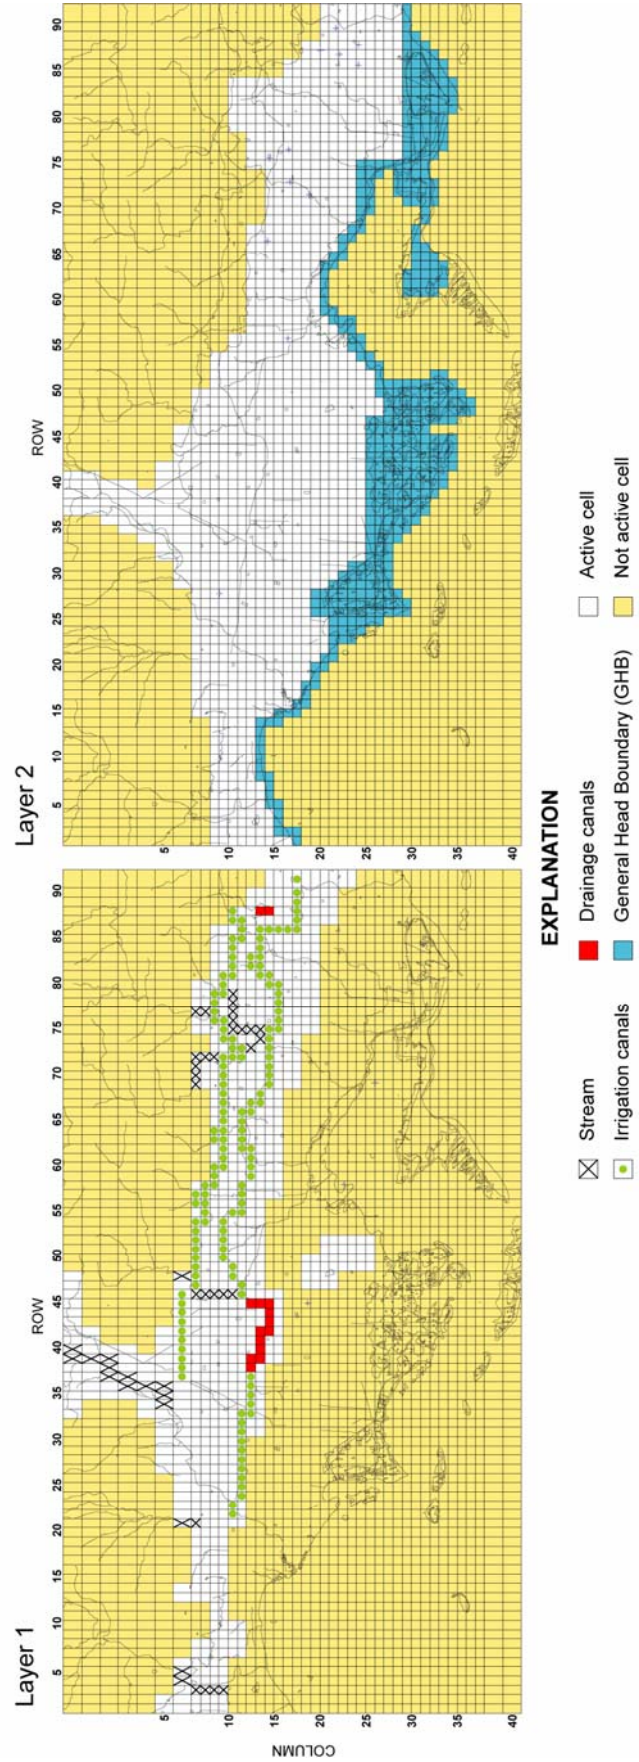 Layer 1
Layer 2
ROW
5 10 15 20 25 30 35 40 45 50 55 60 65 70 75 80 85 90
ROW
5 10 15 20 25 30 35 40 45 50 55 60 65 70 75 80 85 90
COLUMN
5
10
15
20
25
30
35
40
5
10
15
20
25
30
35
40
EXPLANATION
Stream
Drainage canals
Active cell
Irrigation canals
General Head Boundary (GHB)
Not active cell